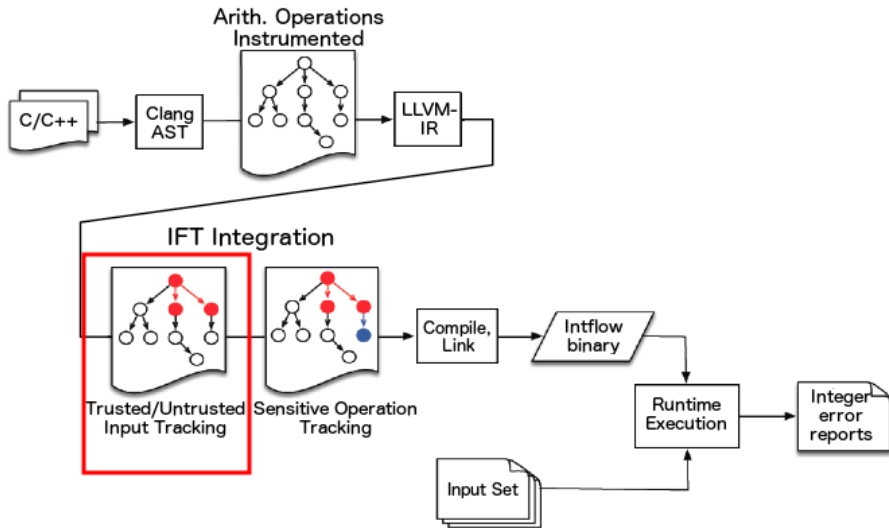 Arith. Operations
Instrumented
C/C++
Clang
AST
LLVM-
IR
IFT Integration
Trusted/Untrusted
Input Tracking
Sensitive Operation
Tracking
Compile,
Link
Intflow
binary
Runtime
Execution
Integer
error
reports
Input Set